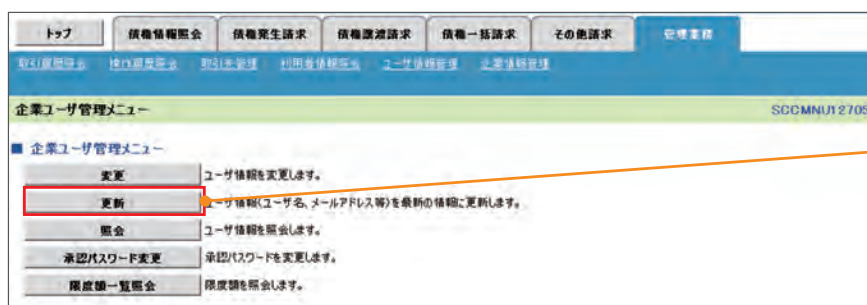 トップ 債権情報照会 債権発生請求 債権譲渡請求 債権一括請求 その他請求 管理業務
取引履歴照会 操作履歴照会 取引先管理 利用者情報照会 ユーザ情報管理 企業情報管理
企業ユーザ管理メニュー SCCMNU12705
■ 企業ユーザ管理メニュー
変更 ユーザ情報を変更します。
更新 ユーザ情報(ユーザ名、メールアドレス等)を最新の情報に更新します。
照会 ユーザ情報を照会します。
承認パスワード変更 承認パスワードを変更します。
限度額一覧照会 限度額を照会します。